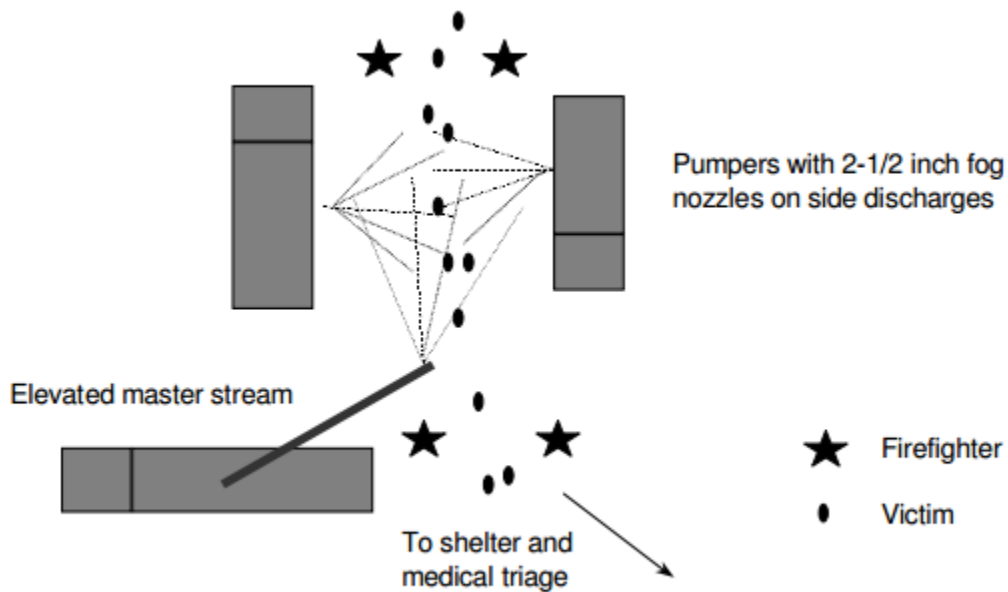 Pumpers with 2-1/2 inch fog
nozzles on side discharges
Elevated master stream
Firefighter
Victim
To shelter and
medical triage